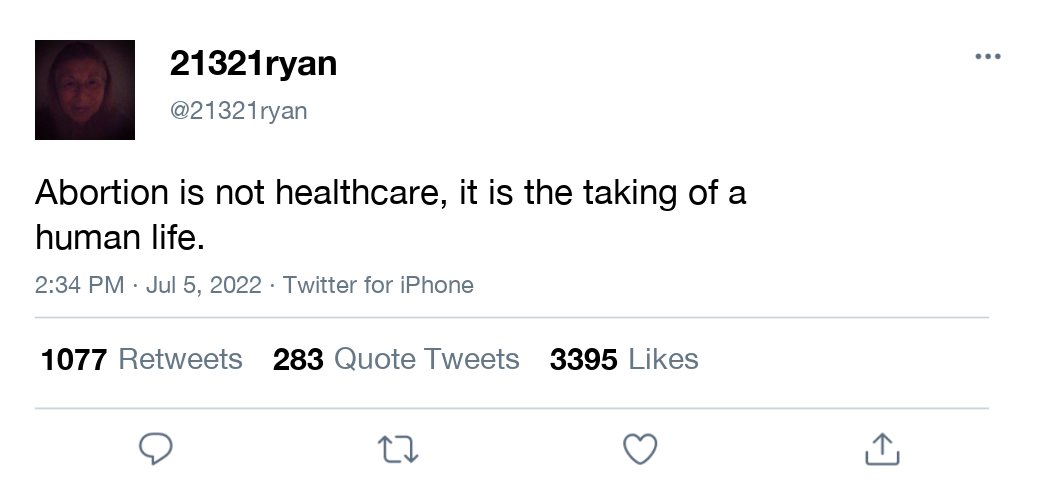 21321ryan
@21321ryan
Abortion is not healthcare, it is the taking of a
human life.
2:34 PM · Jul 5, 2022 · Twitter for iPhone
1077 Retweets 283 Quote Tweets 3395 Likes